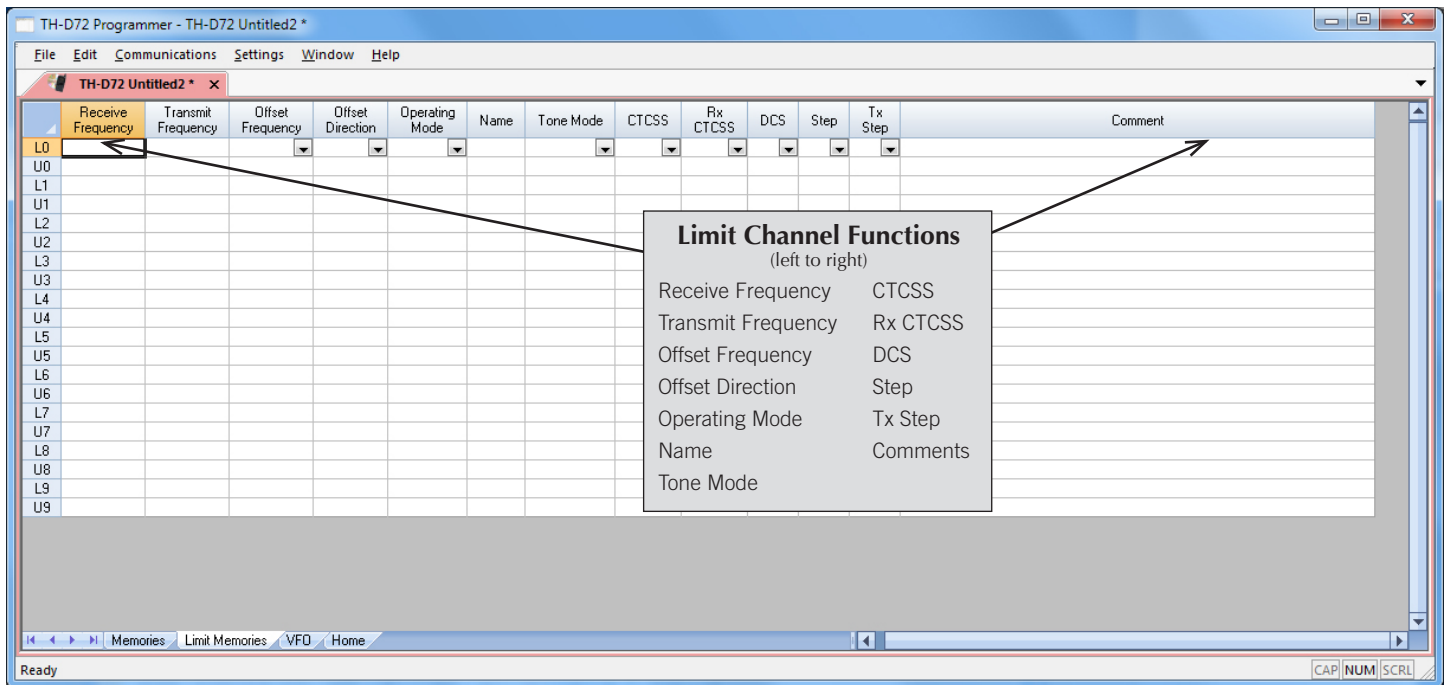 TH-D72 Programmer - TH-D72 Untitled2 *
File Edit Communications Settings Window Help
TH-D72 Untitled2 * X
Receive Frequency Transmit Frequency Offset Frequency Offset Direction Operating Mode Name Tone Mode CTCSS Rx CTCSS DCS Step Tx Step Comment
L0
U0
L1
U1
L2
U2
L3
U3
L4
U4
L5
U5
L6
U6
L7
U7
L8
U8
L9
U9
Limit Channel Functions
(left to right)
Receive Frequency CTCSS
Transmit Frequency Rx CTCSS
Offset Frequency DCS
Offset Direction Step
Operating Mode Tx Step
Name Comments
Tone Mode
Memories Limit Memories VFO Home
Ready CAP NUM SCRL